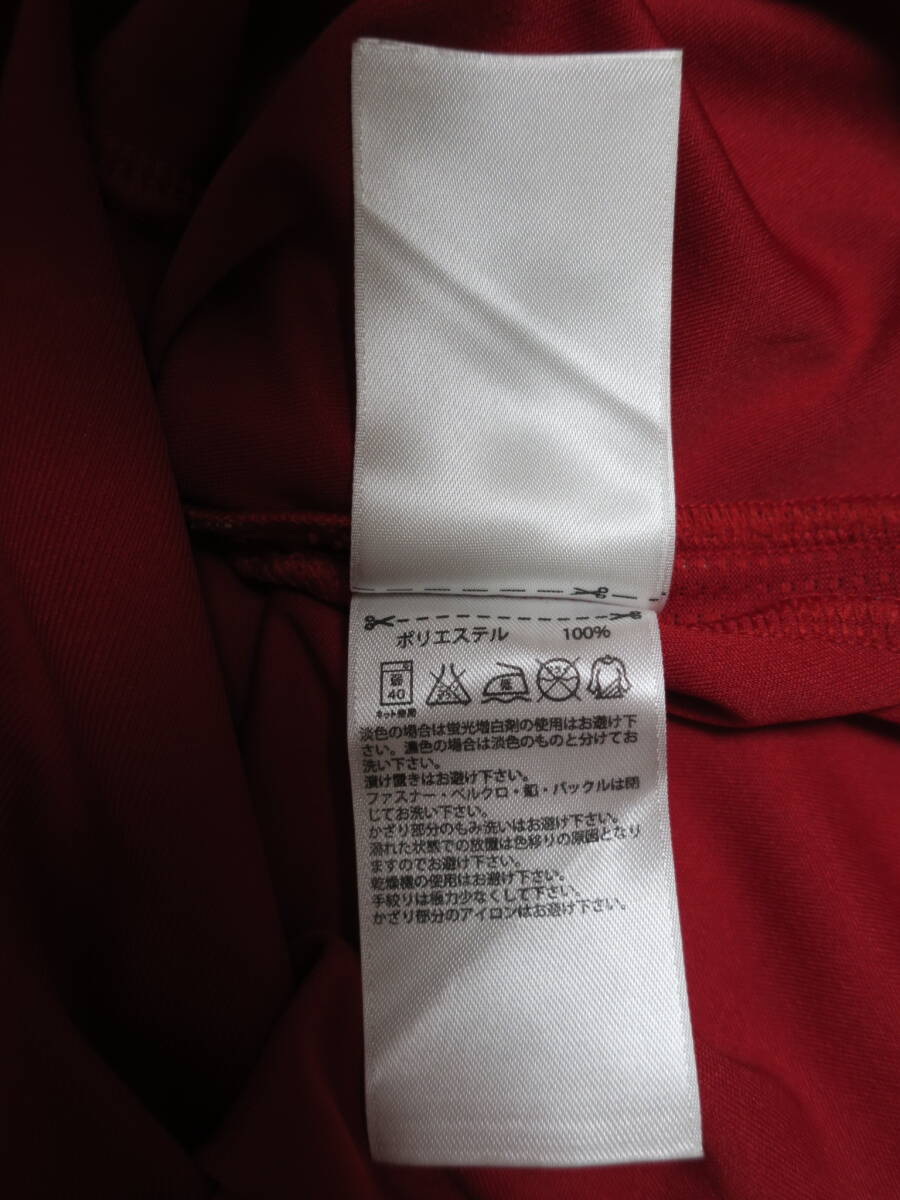 ポリエステル 100%
弱
40
ネット使用
淡色の場合は蛍光増白剤の使用はお避け下
さい。濃色の場合は淡色のものと分けてお
洗い下さい。
漬け置きはお避け下さい。
ファスナー・ベルクロ・釦・バックルは閉
じてお洗い下さい。
かざり部分のもみ洗いはお避け下さい。
濡れた状態での放置は色移りの原因となり
ますのでお避け下さい。
乾燥機の使用はお避け下さい。
手絞りは極力少なくして下さい。
かざり部分のアイロンはお避け下さい。